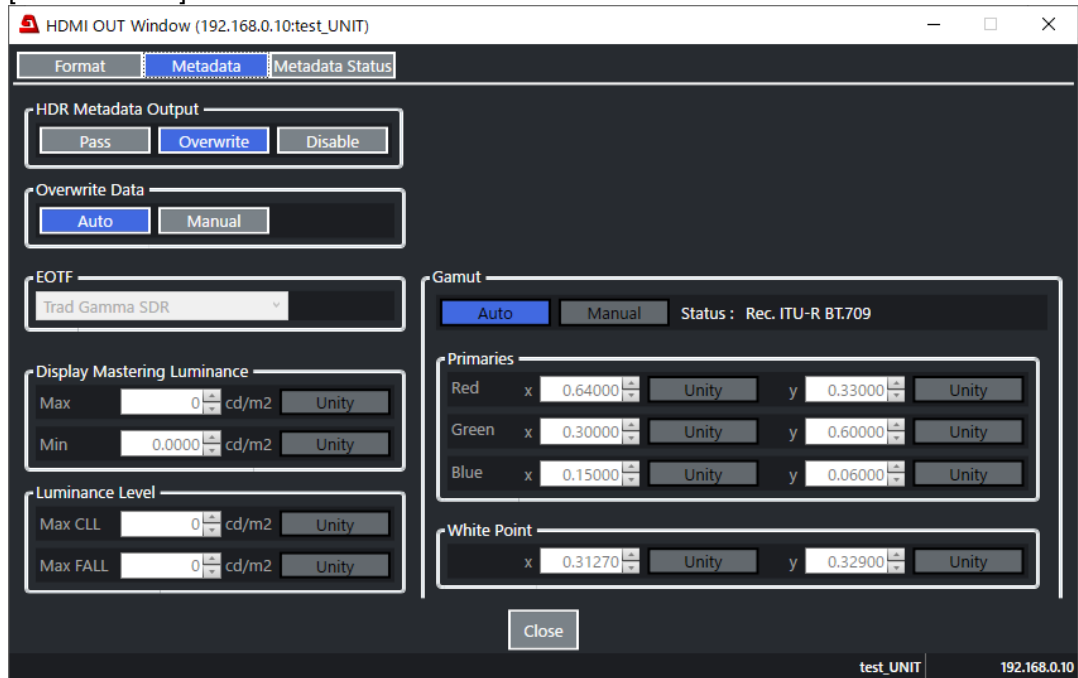 HDMI OUT Window (192.168.0.10:test_UNIT)
Format Metadata Metadata Status
HDR Metadata Output
Pass Overwrite Disable
Overwrite Data
Auto Manual
EOTF
Trad Gamma SDR
Display Mastering Luminance
Max 0 cd/m2 Unity
Min 0.0000 cd/m2 Unity
Luminance Level
Max CLL 0 cd/m2 Unity
Max FALL 0 cd/m2 Unity
Gamut
Auto Manual Status : Rec. ITU-R BT.709
Primaries
Red x 0.64000 Unity y 0.33000 Unity
Green x 0.30000 Unity y 0.60000 Unity
Blue x 0.15000 Unity y 0.06000 Unity
White Point
x 0.31270 Unity y 0.32900 Unity
Close
test_UNIT 192.168.0.10